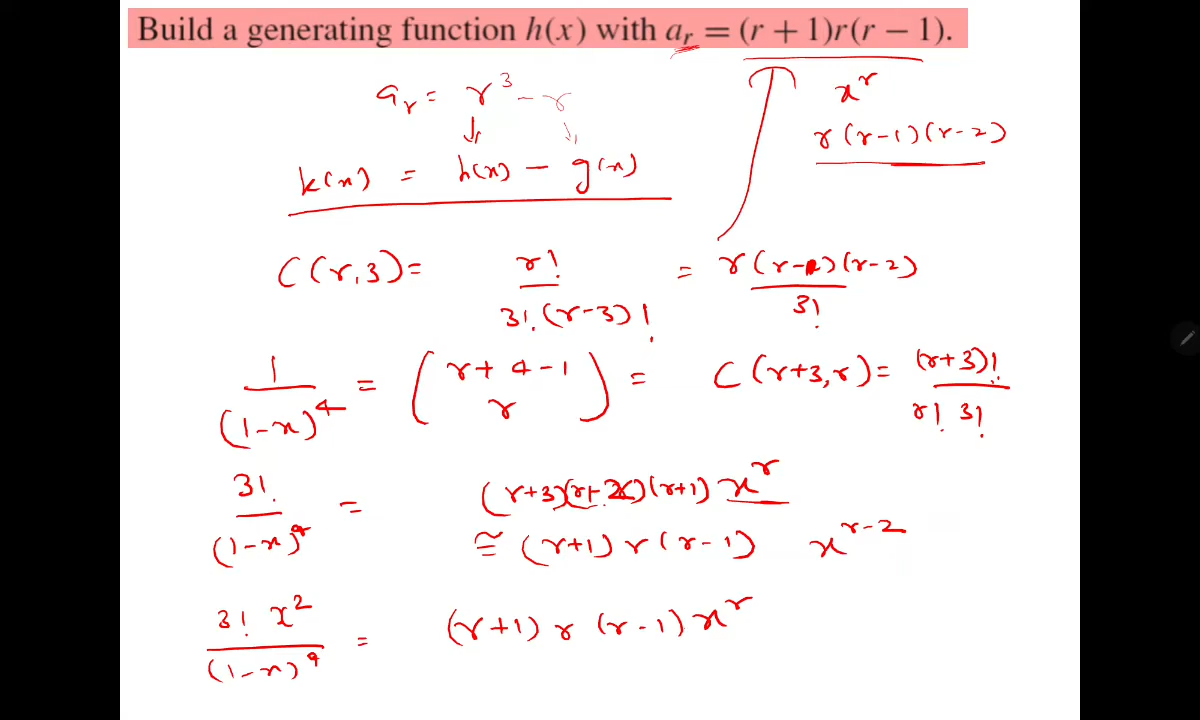 Build a generating function h(x) with a_r = (r + 1)r(r − 1).
a_r = r^3 - r
x^r
r(r-1)(r-2)
k(x) = h(x) - g(x)
C(r,3) = r! / 3!(r-3)! = r(r-1)(r-2) / 3!
1 / (1-x)^4 = (r+4-1 r) = C(r+3,r) = (r+3)! / r! 3!
3! / (1-x)^4 = (r+3)(r+2)(r+1) x^r
≅ (r+1) r (r-1) x^{r-2}
3! x^2 / (1-x)^4 = (r+1) r (r-1) x^r